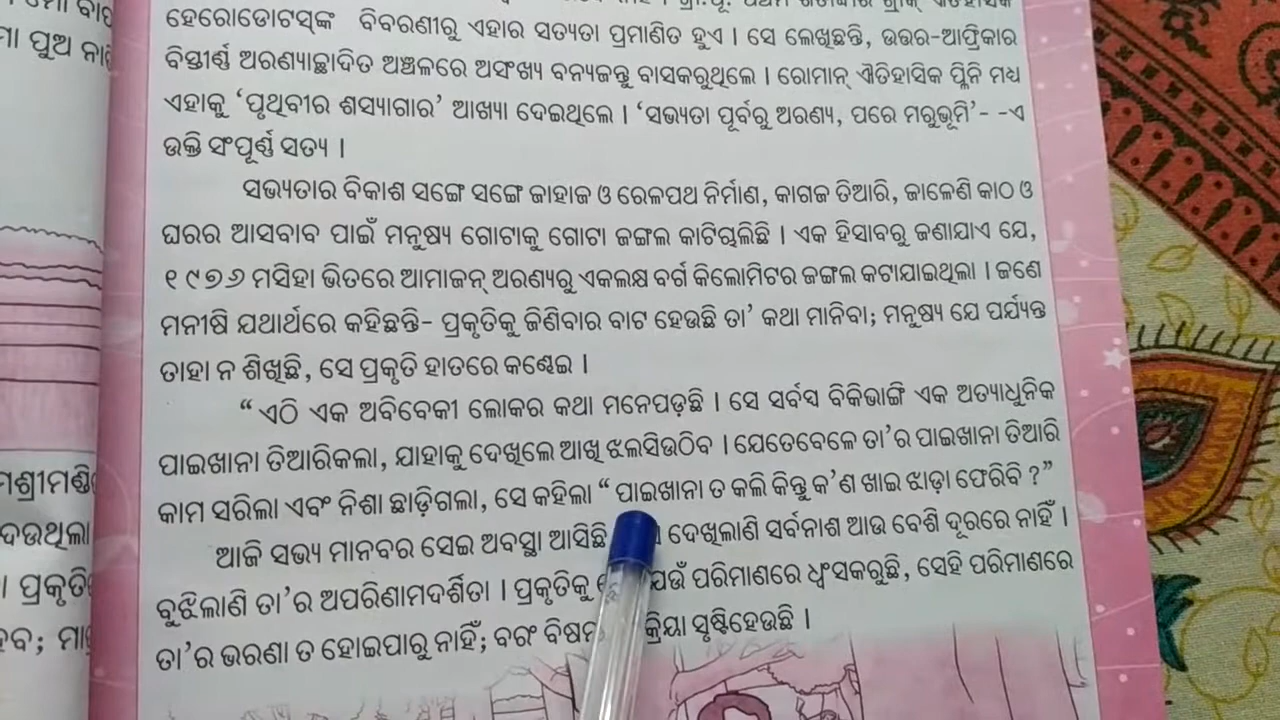 ହେରୋଡୋଟସ୍‌ଙ୍କ ବିବରଣୀରୁ ଏହାର ସତ୍ୟତା ପ୍ରମାଣିତ ହୁଏ । ସେ ଲେଖିଛନ୍ତି, ଉତ୍ତର-ଆଫ୍ରିକାର
ବିସ୍ତୀର୍ଣ୍ଣ ଅରଣ୍ୟାଚ୍ଛାଦିତ ଅଞ୍ଚଳରେ ଅସଂଖ୍ୟ ବନ୍ୟଜନ୍ତୁ ବାସକରୁଥିଲେ । ରୋମାନ୍ ଐତିହାସିକ ପ୍ଲିନି ମଧ୍ୟ
ଏହାକୁ ‘ପୃଥିବୀର ଶସ୍ୟାଗାର’ ଆଖ୍ୟା ଦେଇଥିଲେ । ‘ସଭ୍ୟତା ପୂର୍ବରୁ ଅରଣ୍ୟ, ପରେ ମରୁଭୂମି’- -ଏ
ଉକ୍ତି ସଂପୂର୍ଣ୍ଣ ସତ୍ୟ ।
ସଭ୍ୟତାର ବିକାଶ ସଙ୍ଗେ ସଙ୍ଗେ ଜାହାଜ ଓ ରେଳପଥ ନିର୍ମାଣ, କାଗଜ ତିଆରି, ଜାଳେଣି କାଠ ଓ
ଘରର ଆସବାବ ପାଇଁ ମନୁଷ୍ୟ ଗୋଟାକୁ ଗୋଟା ଜଙ୍ଗଲ କାଟିଚାଲିଛି । ଏକ ହିସାବରୁ ଜଣାଯାଏ ଯେ,
୧୯୭୬ ମସିହା ଭିତରେ ଆମାଜନ୍ ଅରଣ୍ୟରୁ ଏକଲକ୍ଷ ବର୍ଗ କିଲୋମିଟର ଜଙ୍ଗଲ କଟାଯାଇଥିଲା । ଜଣେ
ମନୀଷି ଯଥାର୍ଥରେ କହିଛନ୍ତି- ପ୍ରକୃତିକୁ ଜିଣିବାର ବାଟ ହେଉଛି ତା’ କଥା ମାନିବା; ମନୁଷ୍ୟ ଯେ ପର୍ଯ୍ୟନ୍ତ
ତାହା ନ ଶିଖିଛି, ସେ ପ୍ରକୃତି ହାତରେ କଣ୍ଢେଇ ।
“ ଏଠି ଏକ ଅବିବେକୀ ଲୋକର କଥା ମନେପଡ଼ୁଛି । ସେ ସର୍ବସ ବିକିଭାଙ୍ଗି ଏକ ଅତ୍ୟାଧୁନିକ
ପାଇଖାନା ତିଆରିକଲା, ଯାହାକୁ ଦେଖିଲେ ଆଖି ଝଲସିଉଠିବ । ଯେତେବେଳେ ତା’ର ପାଇଖାନା ତିଆରି
କାମ ସରିଲା ଏବଂ ନିଶା ଛାଡ଼ିଗଲା, ସେ କହିଲା “ ପାଇଖାନା ତ କଲି କିନ୍ତୁ କ’ଣ ଖାଇ ଝାଡ଼ା ଫେରିବି ?”
ଆଜି ସଭ୍ୟ ମାନବର ସେଇ ଅବସ୍ଥା ଆସିଛି ଦେଖିଲାଣି ସର୍ବନାଶ ଆଉ ବେଶି ଦୂରରେ ନାହିଁ ।
ବୁଝିଲାଣି ତା’ର ଅପରିଣାମଦର୍ଶିତା । ପ୍ରକୃତିକୁ ଯେଉଁ ପରିମାଣରେ ଧ୍ୱଂସକରୁଛି, ସେହି ପରିମାଣରେ
ତା’ର ଭରଣା ତ ହୋଇପାରୁ ନାହିଁ; ବରଂ ସୃଷ୍ଟିହେଉଛି ।